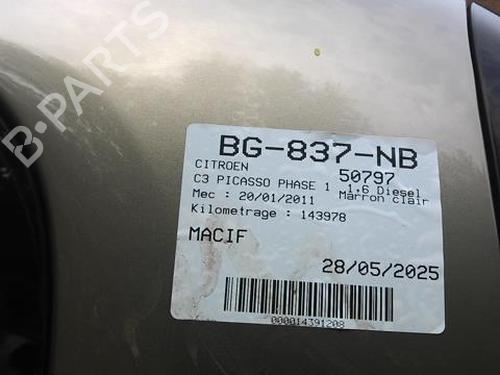 B-PARTS
BG-837-NB
CITROEN 50797
C3 PICASSO PHASE 1 1.6 Diesel
Mec : 20/01/2011 Marron clair
Kilometrage : 143978
MACIF
28/05/2025
000014391208